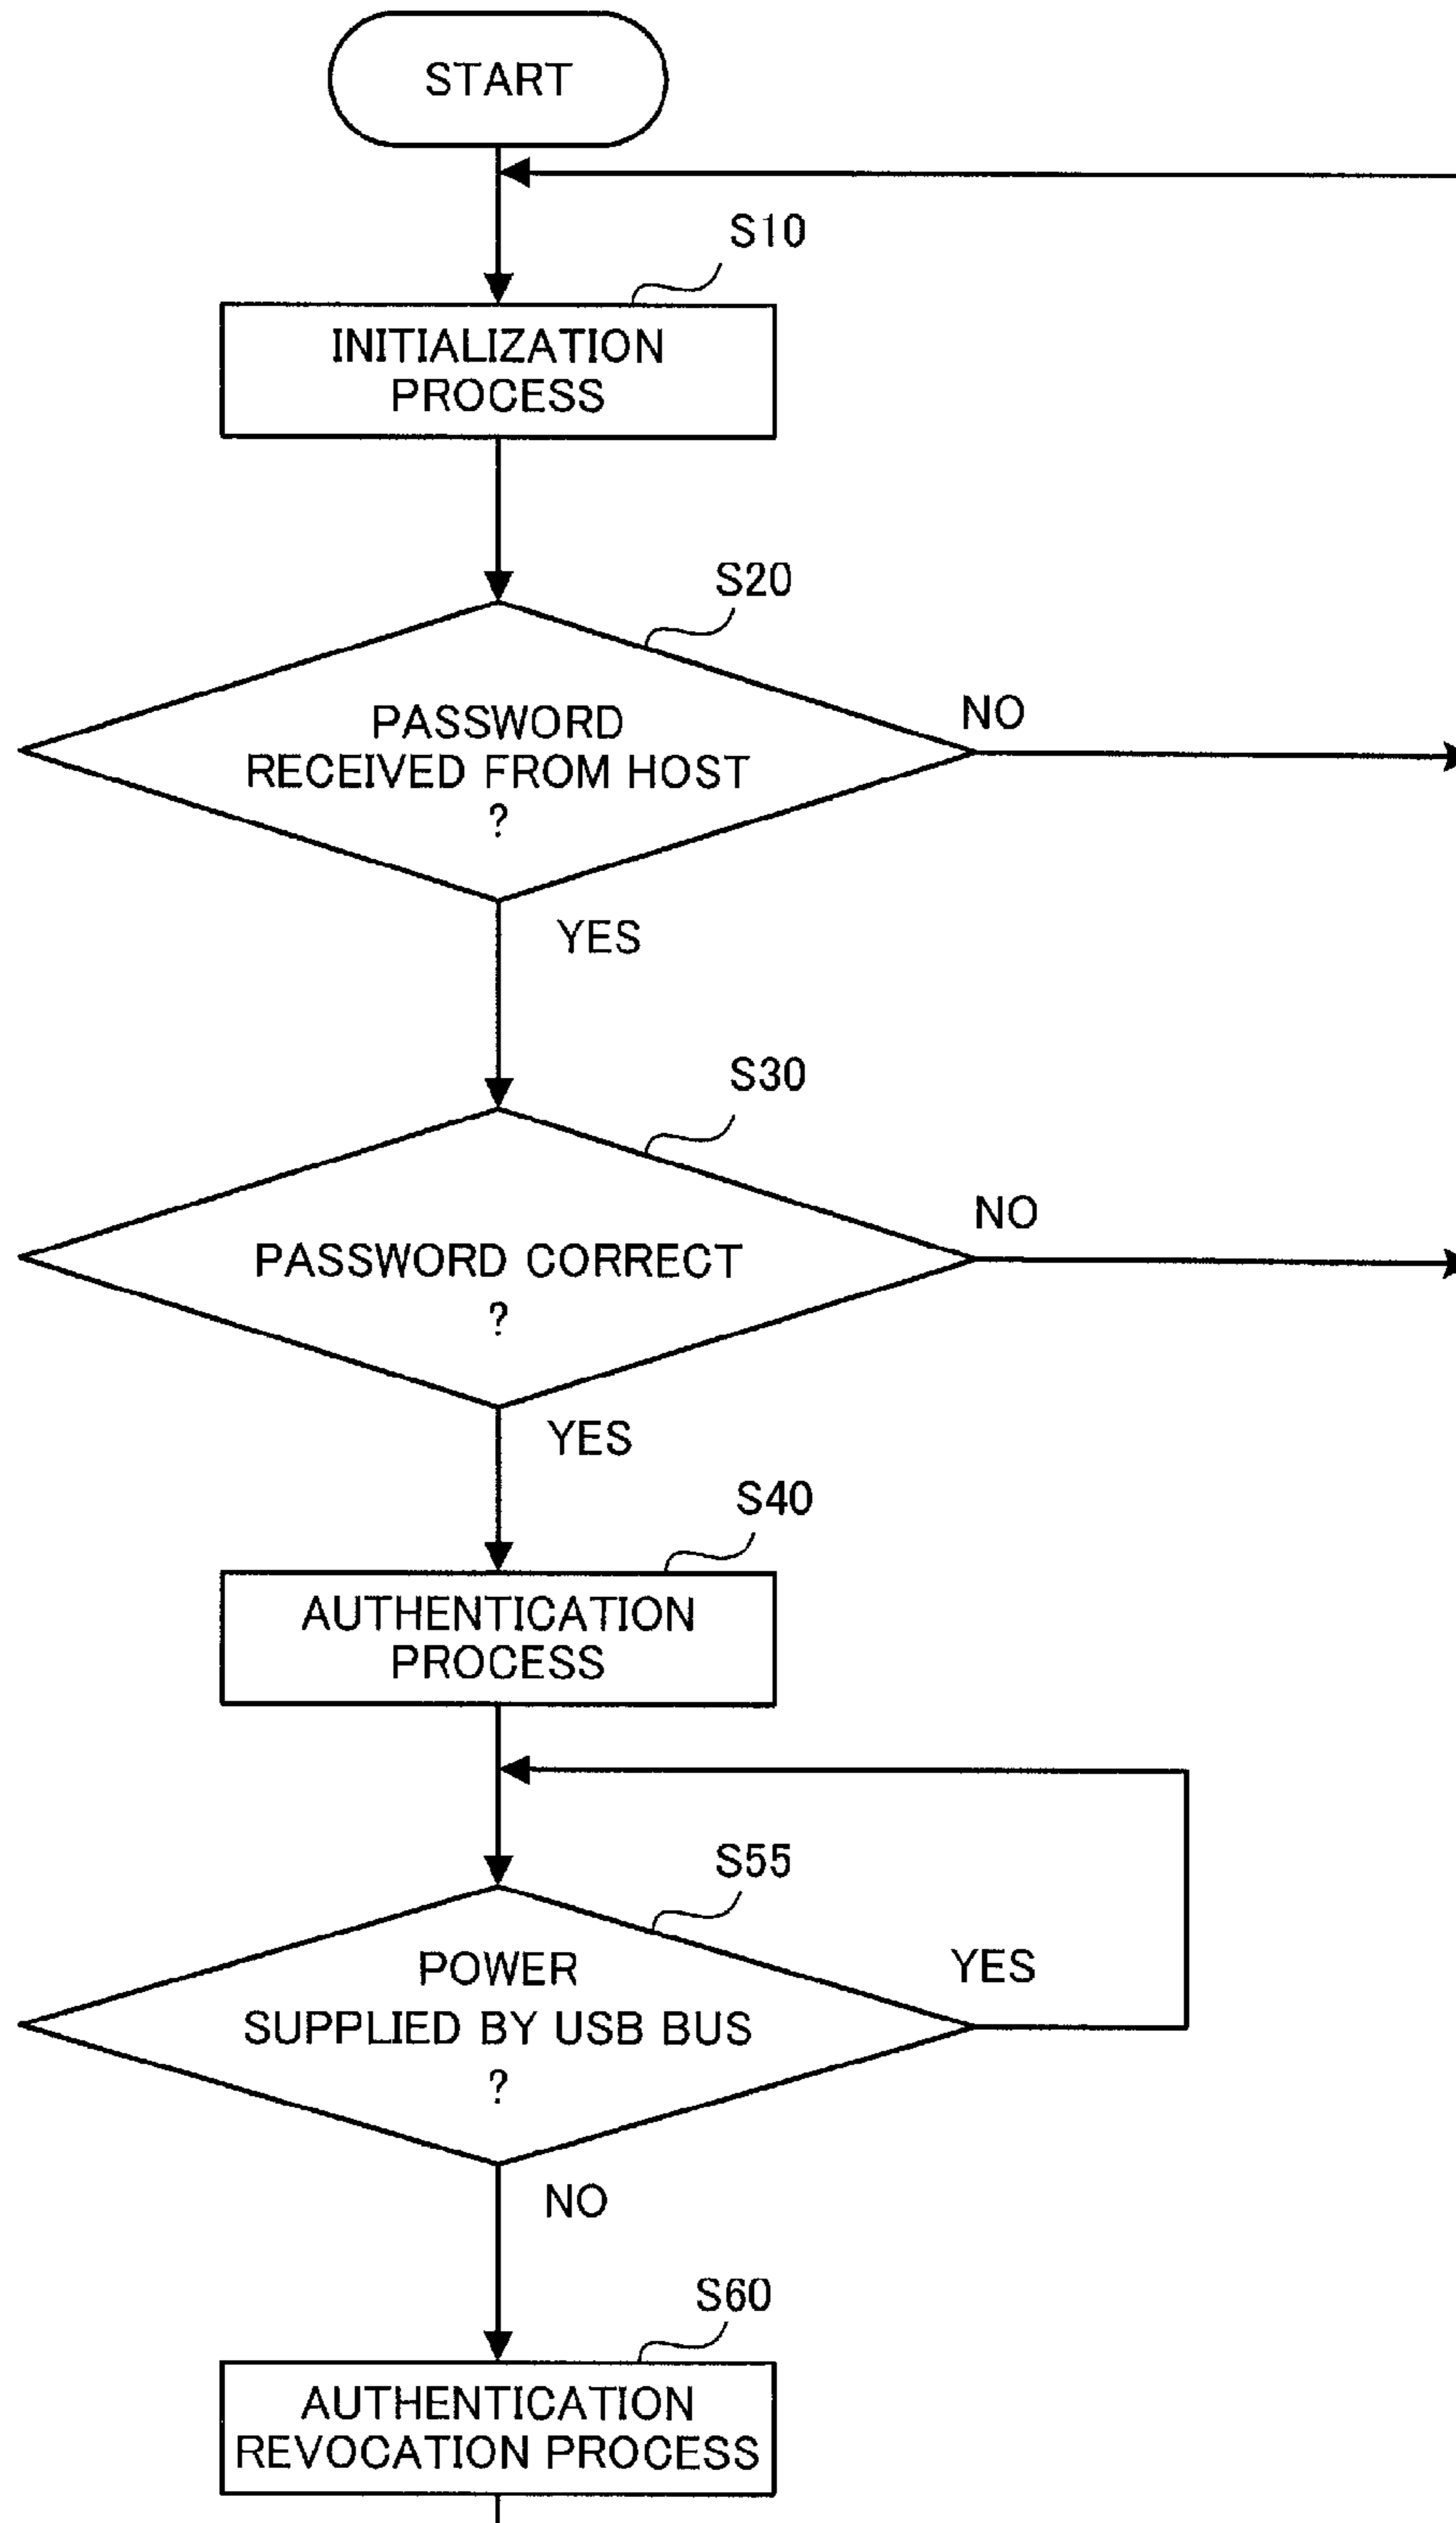 START
S10
INITIALIZATION
PROCESS
S20
PASSWORD
RECEIVED FROM HOST
?
NO
YES
S30
PASSWORD CORRECT
?
NO
YES
S40
AUTHENTICATION
PROCESS
S55
POWER
SUPPLIED BY USB BUS
?
YES
NO
S60
AUTHENTICATION
REVOCATION PROCESS